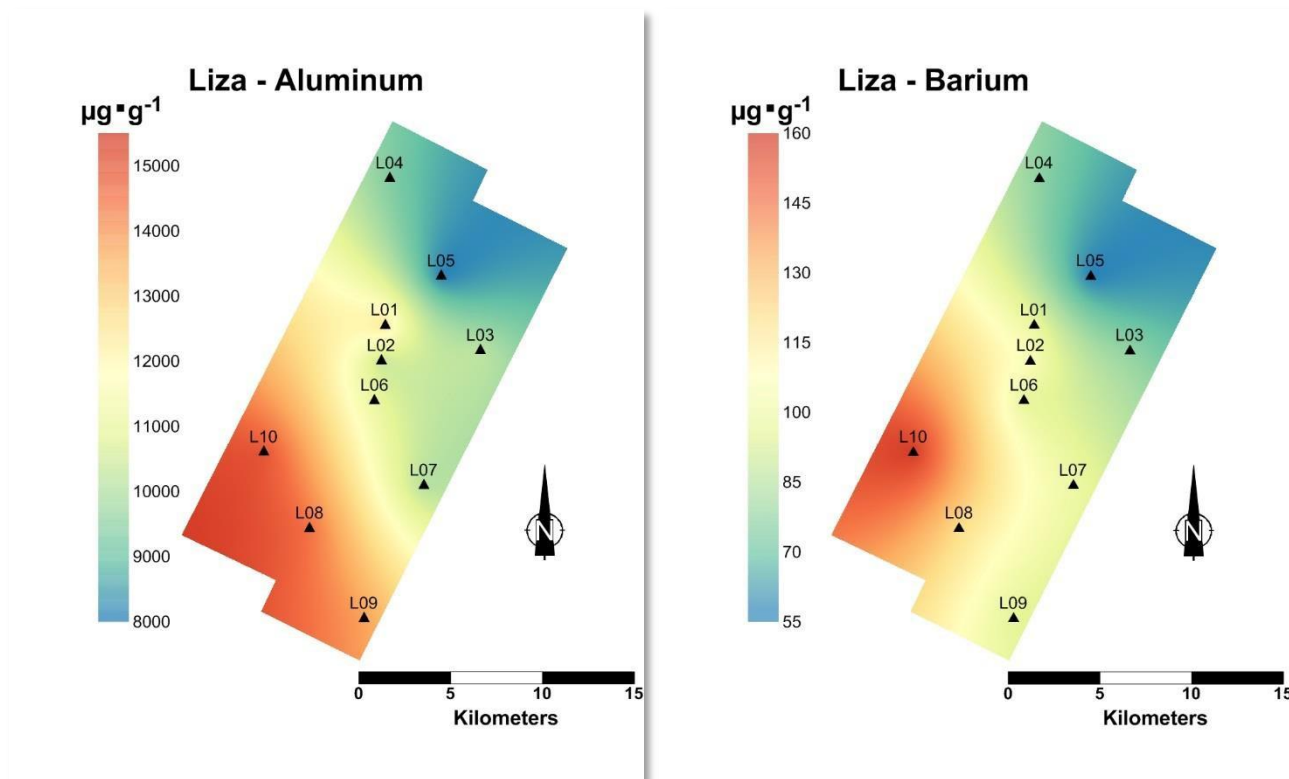 Liza - Aluminum
µg▪g-1
15000
14000
13000
12000
11000
10000
9000
8000
L04
L05
L01
L03
L02
L06
L10
L07
L08
L09
N
0 5 10 15
Kilometers
Liza - Barium
µg▪g-1
160
145
130
115
100
85
70
55
L04
L05
L01
L03
L02
L06
L10
L07
L08
L09
N
0 5 10 15
Kilometers